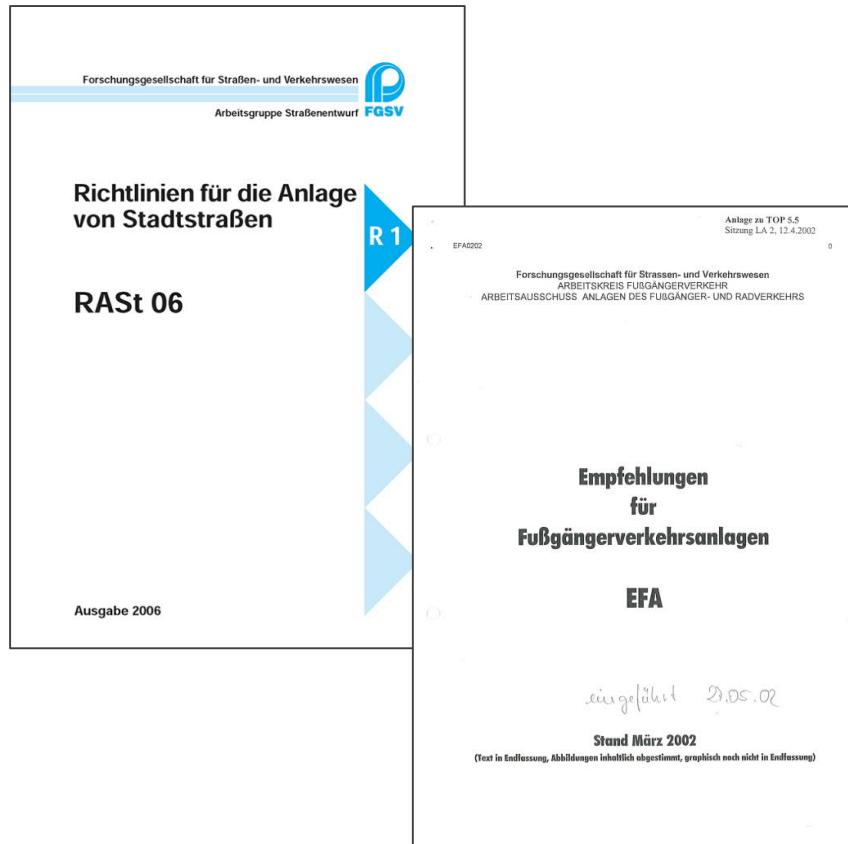 Forschungsgesellschaft für Straßen- und Verkehrswesen
Arbeitsgruppe Straßenentwurf
FGSV
Richtlinien für die Anlage
von Stadtstraßen
R 1
RASt 06
Ausgabe 2006
Anlage zu TOP 5.5
Sitzung LA 2, 12.4.2002
EFA0202
0
Forschungsgesellschaft für Strassen- und Verkehrswesen
ARBEITSKREIS FUßGÄNGERVERKEHR
ARBEITSAUSSCHUSS ANLAGEN DES FUßGÄNGER- UND RADVERKEHRS
Empfehlungen
für
Fußgängerverkehrsanlagen
EFA
eingeführt 27.05.02
Stand März 2002
(Text in Endfassung, Abbildungen inhaltlich abgestimmt, graphisch noch nicht in Endfassung)